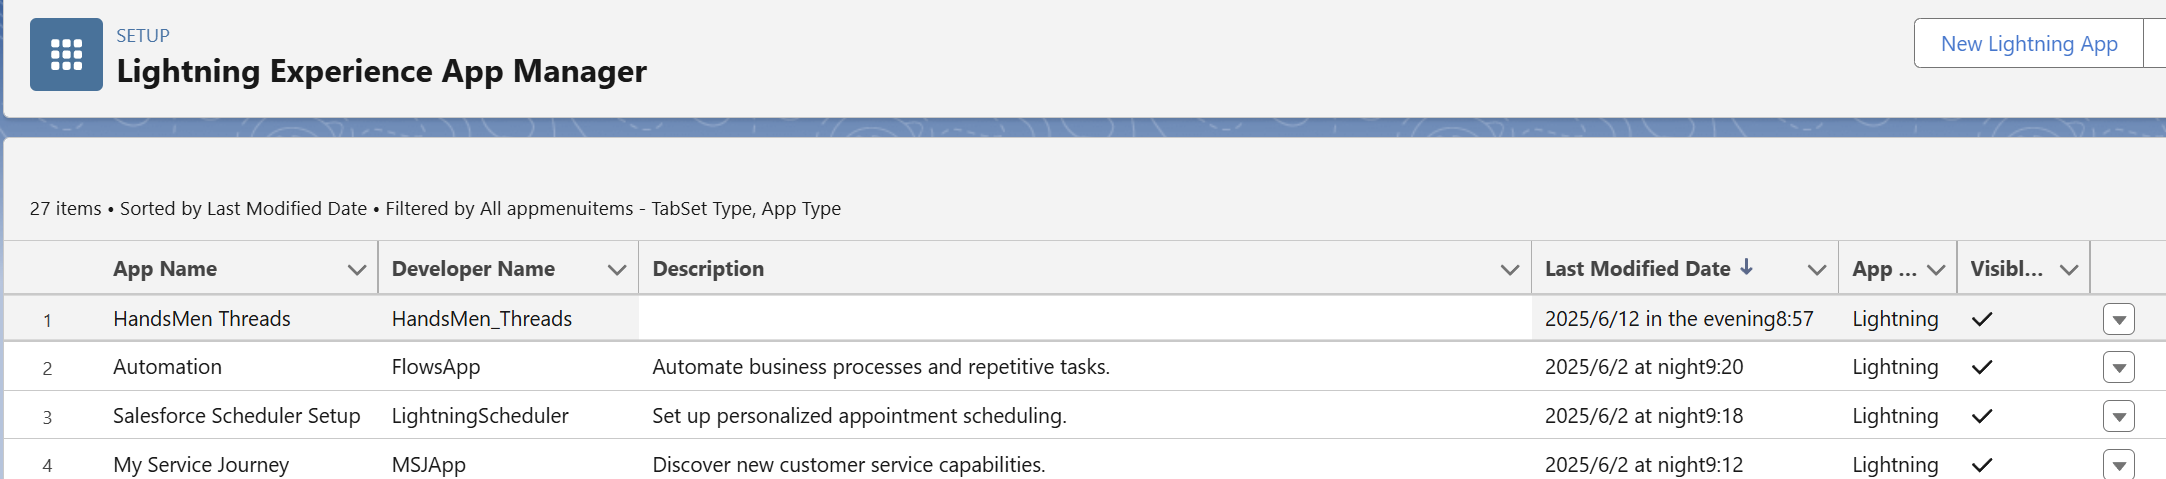 SETUP
Lightning Experience App Manager
New Lightning App
27 items • Sorted by Last Modified Date • Filtered by All appmenuitems - TabSet Type, App Type
App Name Developer Name Description Last Modified Date App ... Visibl...
1 HandsMen Threads HandsMen_Threads 2025/6/12 in the evening8:57 Lightning
2 Automation FlowsApp Automate business processes and repetitive tasks. 2025/6/2 at night9:20 Lightning
3 Salesforce Scheduler Setup LightningScheduler Set up personalized appointment scheduling. 2025/6/2 at night9:18 Lightning
4 My Service Journey MSJApp Discover new customer service capabilities. 2025/6/2 at night9:12 Lightning